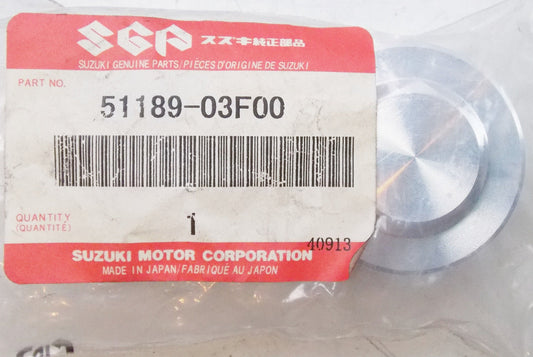 SGP スズキ純正部品
SUZUKI GENUINE PARTS/PIÈCES D'ORIGINE DE SUZUKI
PART NO.
51189-03F00
QUANTITY
(QUANTITÉ)
1
40913
SUZUKI MOTOR CORPORATION
MADE IN JAPAN/FABRIQUÉ AU JAPON